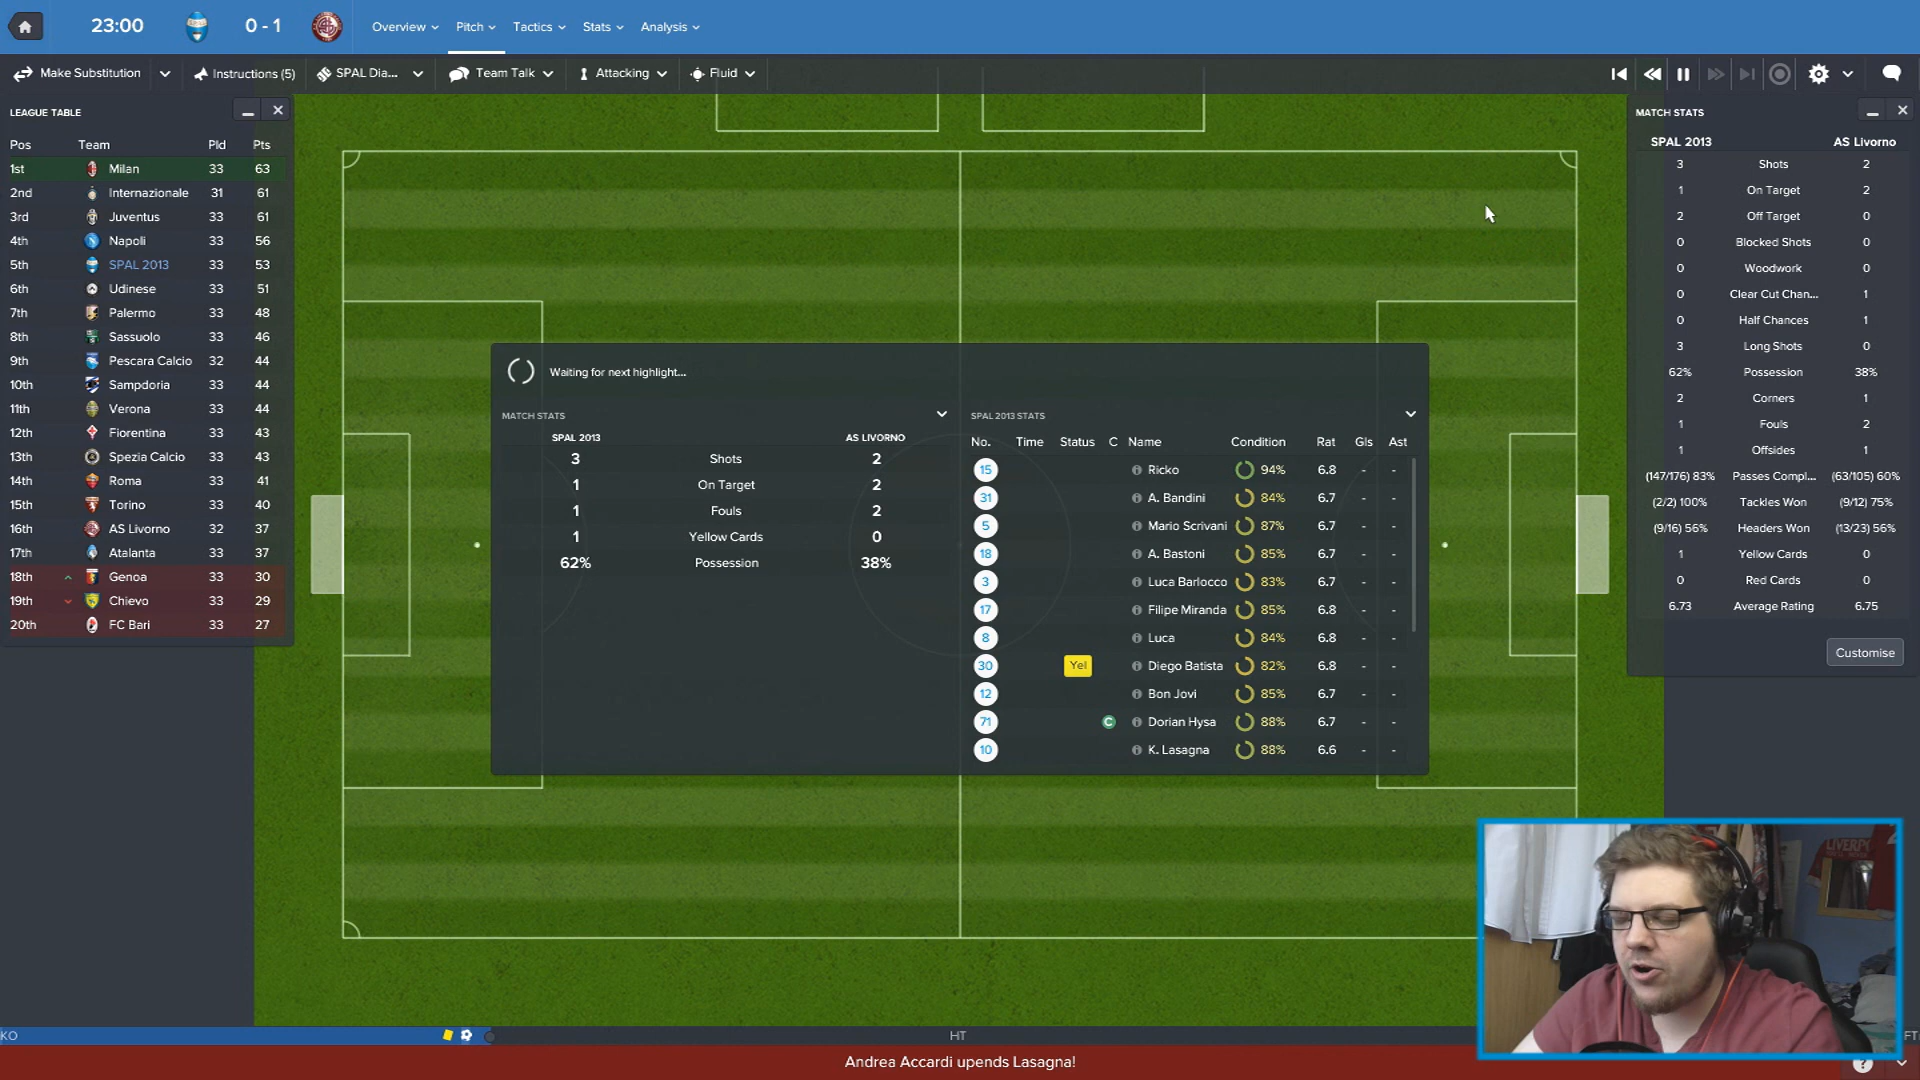 23:00 0 - 1 Overview Pitch Tactics Stats Analysis
Make Substitution Instructions (5) SPAL Dia... Team Talk Attacking Fluid
LEAGUE TABLE
Pos Team Pld Pts
1st Milan 33 63
2nd Internazionale 31 61
3rd Juventus 33 61
4th Napoli 33 56
5th SPAL 2013 33 53
6th Udinese 33 51
7th Palermo 33 48
8th Sassuolo 33 46
9th Pescara Calcio 32 44
10th Sampdoria 33 44
11th Verona 33 44
12th Fiorentina 33 43
13th Spezia Calcio 33 43
14th Roma 33 41
15th Torino 33 40
16th AS Livorno 32 37
17th Atalanta 33 37
18th Genoa 33 30
19th Chievo 33 29
20th FC Bari 33 27
Waiting for next highlight...
MATCH STATS
SPAL 2013 AS LIVORNO
3 Shots 2
1 On Target 2
1 Fouls 2
1 Yellow Cards 0
62% Possession 38%
SPAL 2013 STATS
No. Time Status C Name Condition Rat Gls Ast
15 Ricko 94% 6.8 - -
31 A. Bandini 84% 6.7 - -
5 Mario Scrivani 87% 6.7 - -
18 A. Bastoni 85% 6.7 - -
3 Luca Barlocco 83% 6.7 - -
17 Filipe Miranda 85% 6.8 - -
8 Luca 84% 6.8 - -
30 Yel Diego Batista 82% 6.8 - -
12 Bon Jovi 85% 6.7 - -
71 C Dorian Hysa 88% 6.7 - -
10 K. Lasagna 88% 6.6 - -
MATCH STATS
SPAL 2013 AS Livorno
3 Shots 2
1 On Target 2
2 Off Target 0
0 Blocked Shots 0
0 Woodwork 0
0 Clear Cut Chan... 1
0 Half Chances 1
3 Long Shots 0
62% Possession 38%
2 Corners 1
1 Fouls 2
1 Offsides 1
(147/176) 83% Passes Compl... (63/105) 60%
(2/2) 100% Tackles Won (9/12) 75%
(9/16) 56% Headers Won (13/23) 56%
1 Yellow Cards 0
0 Red Cards 0
6.73 Average Rating 6.75
Customise
LIVERP
KO HT FT
Andrea Accardi upends Lasagna!
?